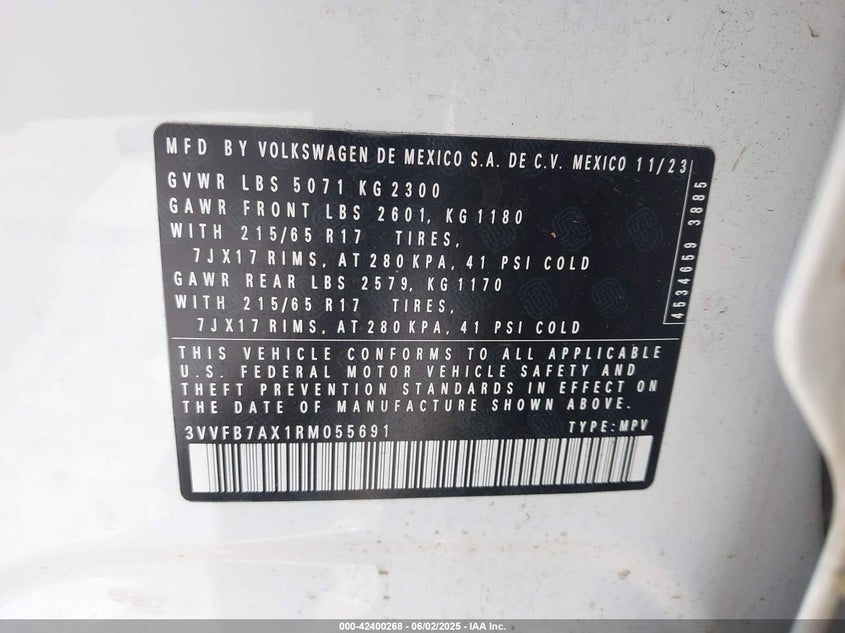 MFD BY VOLKSWAGEN DE MEXICO S.A. DE C.V. MEXICO 11/23
GVWR LBS 5071 KG 2300
GAWR FRONT LBS 2601, KG 1180
WITH 215/65 R17 TIRES,
7JX17 RIMS, AT 280 KPA, 41 PSI COLD
GAWR REAR LBS 2579, KG 1170
WITH 215/65 R17 TIRES,
7JX17 RIMS, AT 280 KPA, 41 PSI COLD
4534659 3885
THIS VEHICLE CONFORMS TO ALL APPLICABLE
U.S. FEDERAL MOTOR VEHICLE SAFETY AND
THEFT PREVENTION STANDARDS IN EFFECT ON
THE DATE OF MANUFACTURE SHOWN ABOVE.
3VVFB7AX1RM055691 TYPE: MPV
000-42400268 - 06/02/2025 - IAA Inc.